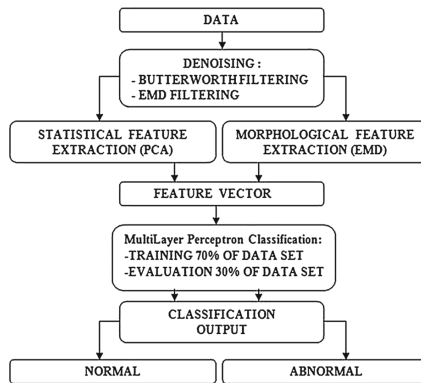 DATA
DENOISING :
- BUTTERWORTH FILTERING
- EMD FILTERING
STATISTICAL FEATURE
EXTRACTION (PCA)
MORPHOLOGICAL FEATURE
EXTRACTION (EMD)
FEATURE VECTOR
MultiLayer Perceptron Classification:
-TRAINING 70% OF DATA SET
-EVALUATION 30% OF DATA SET
CLASSIFICATION
OUTPUT
NORMAL
ABNORMAL